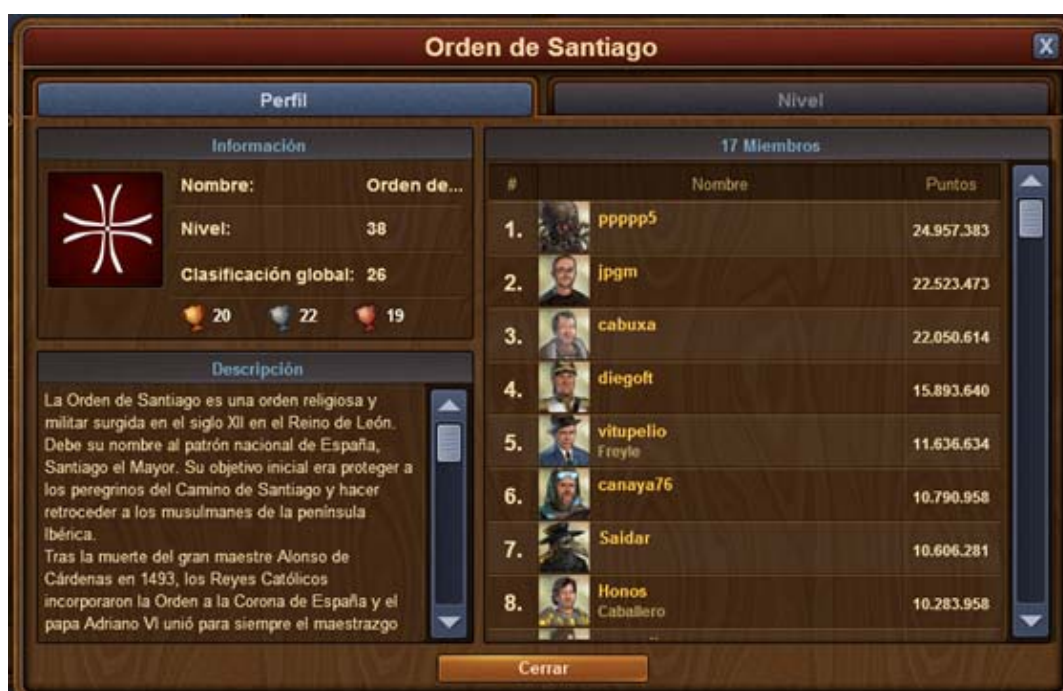 Orden de Santiago
X
Perfil
Nivel
Información
Nombre: Orden de...
Nivel: 38
Clasificación global: 26
20 22 19
Descripción
La Orden de Santiago es una orden religiosa y
militar surgida en el siglo XII en el Reino de León.
Debe su nombre al patrón nacional de España,
Santiago el Mayor. Su objetivo inicial era proteger a
los peregrinos del Camino de Santiago y hacer
retroceder a los musulmanes de la península
Ibérica.
Tras la muerte del gran maestre Alonso de
Cárdenas en 1493, los Reyes Católicos
incorporaron la Orden a la Corona de España y el
papa Adriano VI unió para siempre el maestrazgo
17 Miembros
# Nombre Puntos
1. ppppp5 24.957.383
2. jpgm 22.523.473
3. cabuxa 22.050.614
4. diegoft 15.893.640
5. vitupelio 11.636.634
Freyle
6. canaya76 10.790.958
7. Saidar 10.606.281
8. Honos 10.283.958
Caballero
Cerrar